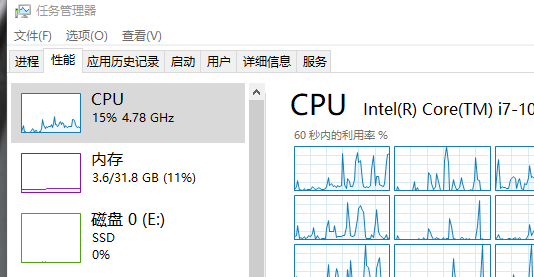 任务管理器
文件(F) 选项(O) 查看(V)
进程 性能 应用历史记录 启动 用户 详细信息 服务
CPU
15% 4.78 GHz
内存
3.6/31.8 GB (11%)
磁盘 0 (E:)
SSD
0%
CPU Intel(R) Core(TM) i7-10
60 秒内的利用率 %